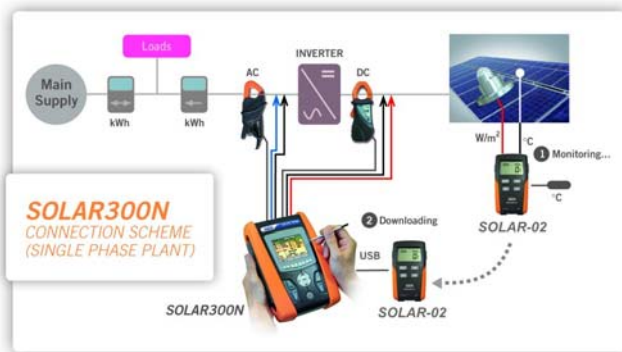 Loads
Main
Supply
kWh
kWh
AC
INVERTER
DC
W/m²
°C
1 Monitoring...
°C
SOLAR-02
SOLAR300N
CONNECTION SCHEME
(SINGLE PHASE PLANT)
2 Downloading
USB
SOLAR300N
SOLAR-02